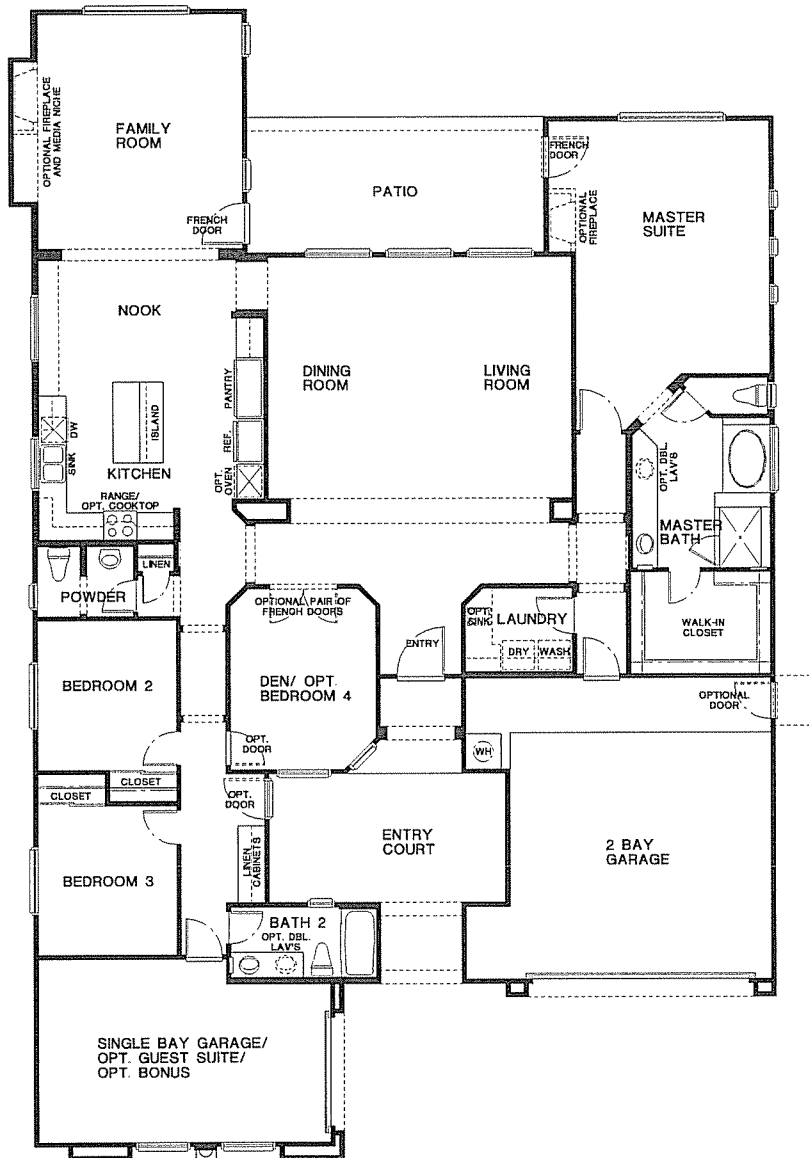 FAMILY
ROOM
OPTIONAL FIREPLACE
AND MEDIA NICHE
FRENCH
DOOR
PATIO
FRENCH
DOOR
OPTIONAL
FIREPLACE
MASTER
SUITE
NOOK
DINING
ROOM
LIVING
ROOM
PANTRY
ISLAND
DW
SINK
REF.
OPT.
OVEN
KITCHEN
RANGE/
OPT. COOKTOP
OPT. DBL.
LAV'S
MASTER
BATH
LINEN
POWDER
OPTIONAL PAIR OF
FRENCH DOORS
OPT.
SINK
LAUNDRY
DRY
WASH
ENTRY
WALK-IN
CLOSET
BEDROOM 2
DEN/ OPT.
BEDROOM 4
OPTIONAL
DOOR
OPT.
DOOR
WH
CLOSET
CLOSET
OPT.
DOOR
ENTRY
COURT
2 BAY
GARAGE
LINEN
CABINETS
BEDROOM 3
BATH 2
OPT. DBL.
LAV'S
SINGLE BAY GARAGE/
OPT. GUEST SUITE/
OPT. BONUS